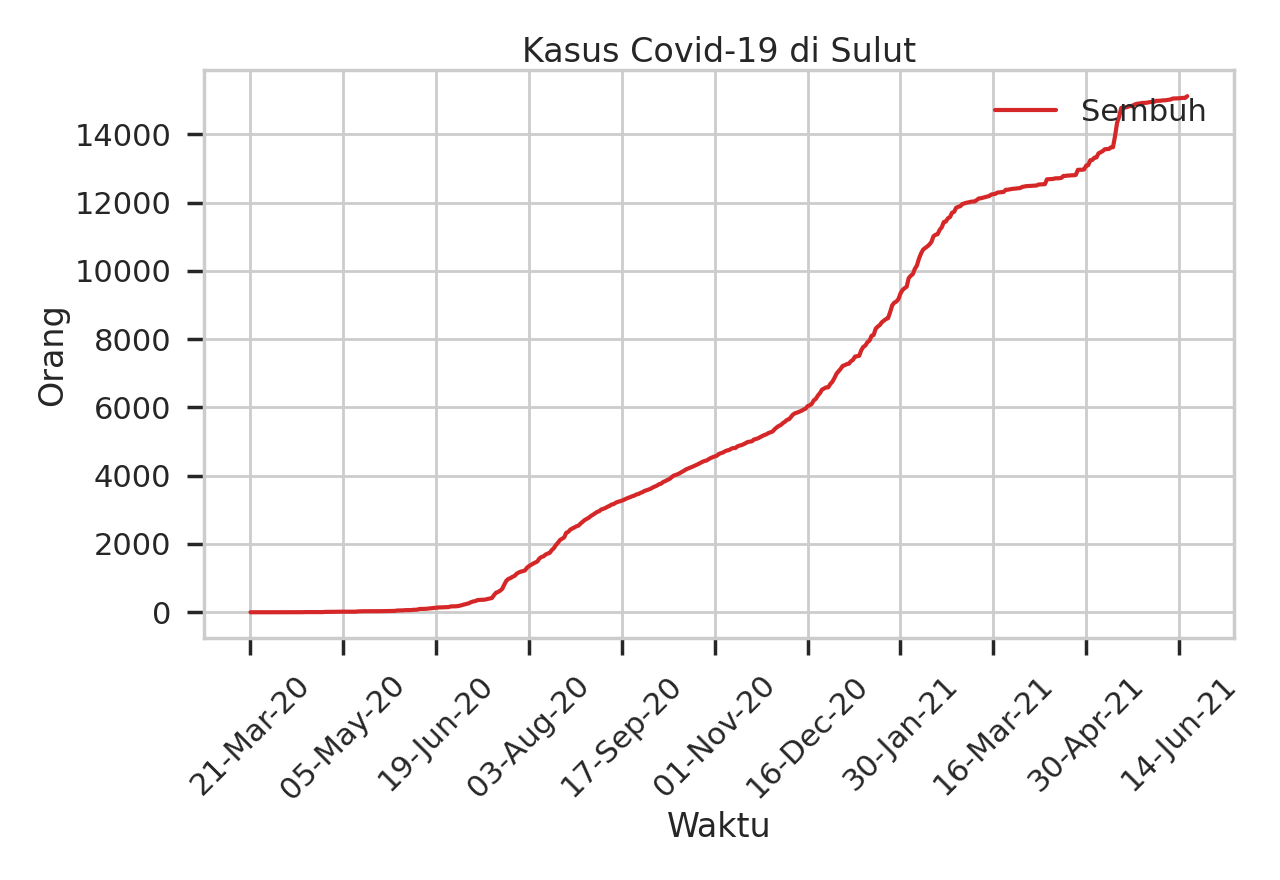 Kasus Covid-19 di Sulut
Sembuh
Orang
14000
12000
10000
8000
6000
4000
2000
0
21-Mar-20
05-May-20
19-Jun-20
03-Aug-20
17-Sep-20
01-Nov-20
16-Dec-20
30-Jan-21
16-Mar-21
30-Apr-21
14-Jun-21
Waktu